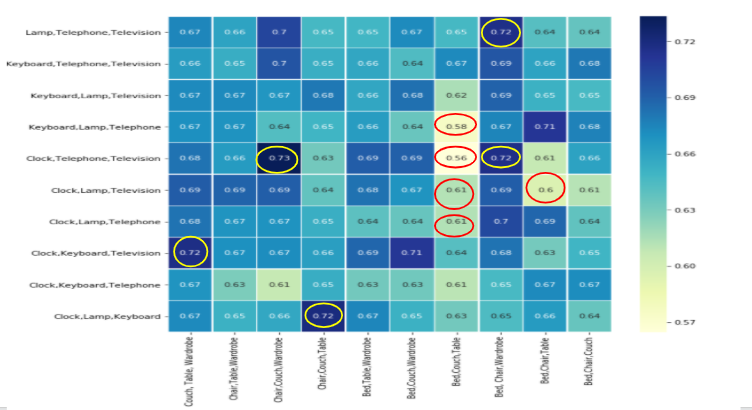 Lamp,Telephone,Television 0.67 0.66 0.7 0.65 0.65 0.67 0.65 0.72 0.64 0.64
Keyboard,Telephone,Television 0.66 0.65 0.7 0.65 0.66 0.64 0.67 0.69 0.66 0.68
Keyboard,Lamp,Television 0.67 0.67 0.67 0.68 0.66 0.68 0.62 0.69 0.65 0.65
Keyboard,Lamp,Telephone 0.67 0.67 0.64 0.65 0.66 0.64 0.58 0.67 0.71 0.68
Clock,Telephone,Television 0.68 0.66 0.73 0.63 0.69 0.69 0.56 0.72 0.61 0.66
Clock,Lamp,Television 0.69 0.69 0.69 0.64 0.68 0.67 0.61 0.69 0.6 0.61
Clock,Lamp,Telephone 0.68 0.67 0.67 0.65 0.64 0.64 0.61 0.7 0.69 0.64
Clock,Keyboard,Television 0.72 0.67 0.67 0.66 0.69 0.71 0.64 0.68 0.63 0.65
Clock,Keyboard,Telephone 0.67 0.63 0.61 0.65 0.63 0.63 0.61 0.65 0.67 0.67
Clock,Lamp,Keyboard 0.67 0.65 0.66 0.72 0.67 0.65 0.63 0.65 0.66 0.64
Couch, Table, Wardrobe
Chair,Table,Wardrobe
Chair,Couch,Wardrobe
Chair,Couch,Table
Bed,Table,Wardrobe
Bed,Couch,Wardrobe
Bed,Couch,Table
Bed, Chair,Wardrobe
Bed,Chair,Table
Bed,Chair,Couch
0.72
0.69
0.66
0.63
0.60
0.57